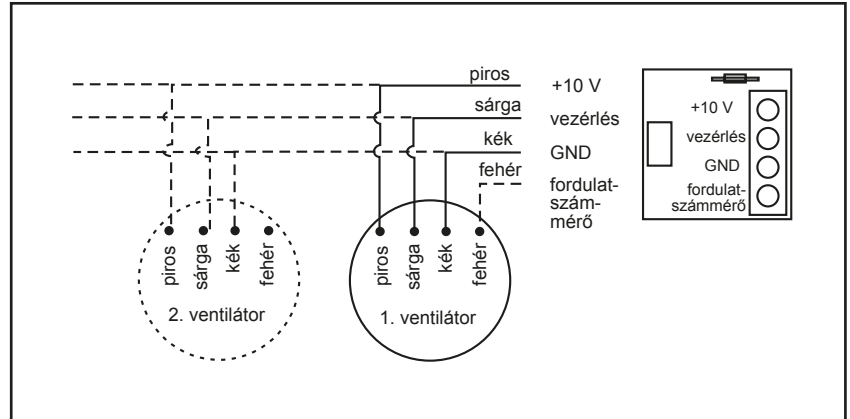 piros
+10 V
sárga
vezérlés
kék
GND
fehér
fordulat-
szám-
mérő
+10 V
vezérlés
GND
fordulat-
számmérő
piros
sárga
kék
fehér
2. ventilátor
piros
sárga
kék
fehér
1. ventilátor